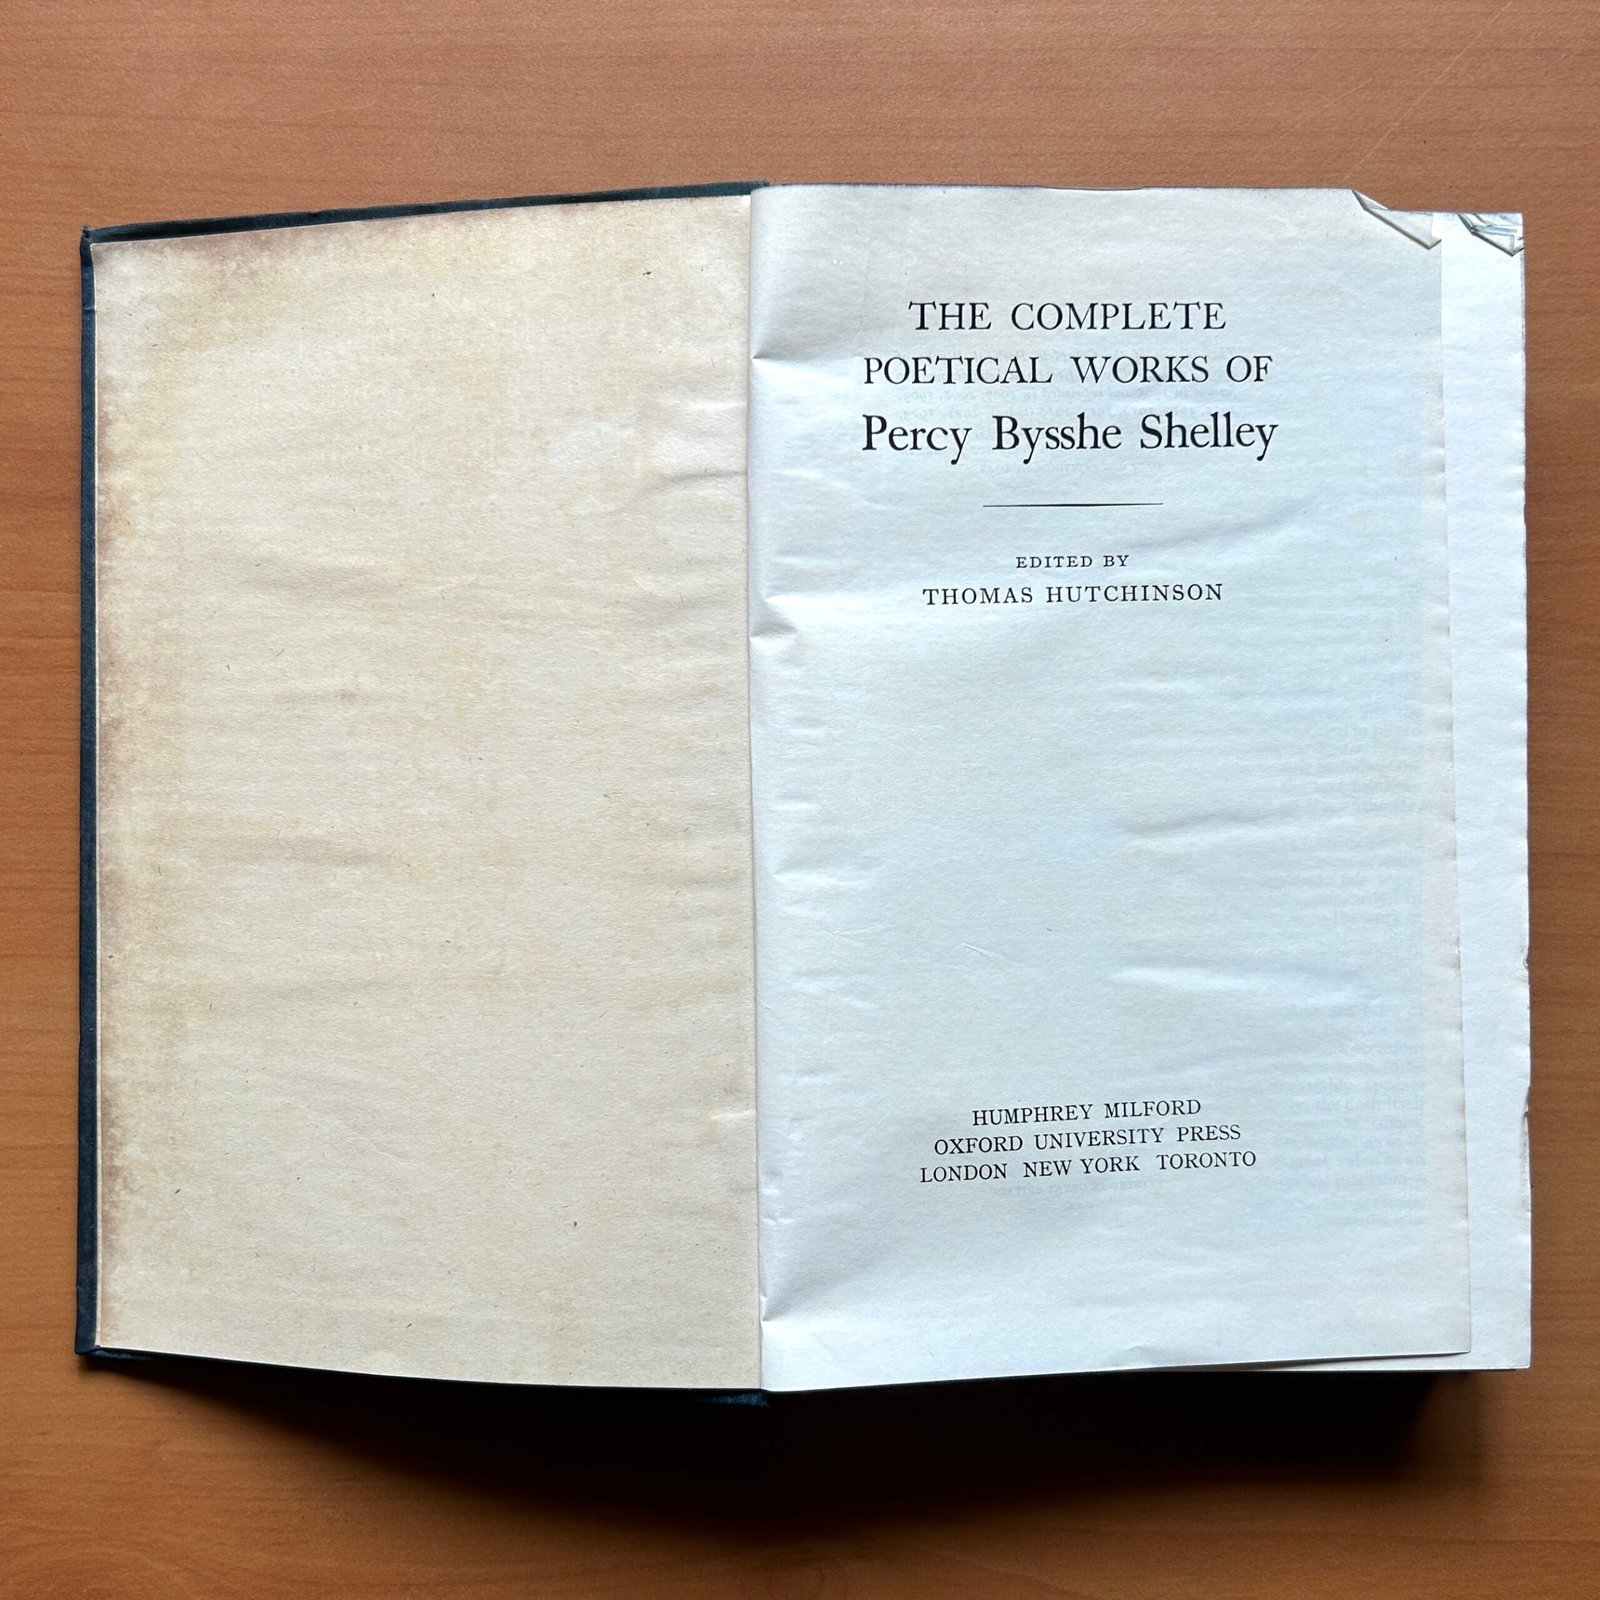 THE COMPLETE
POETICAL WORKS OF
Percy Bysshe Shelley
EDITED BY
THOMAS HUTCHINSON
HUMPHREY MILFORD
OXFORD UNIVERSITY PRESS
LONDON NEW YORK TORONTO